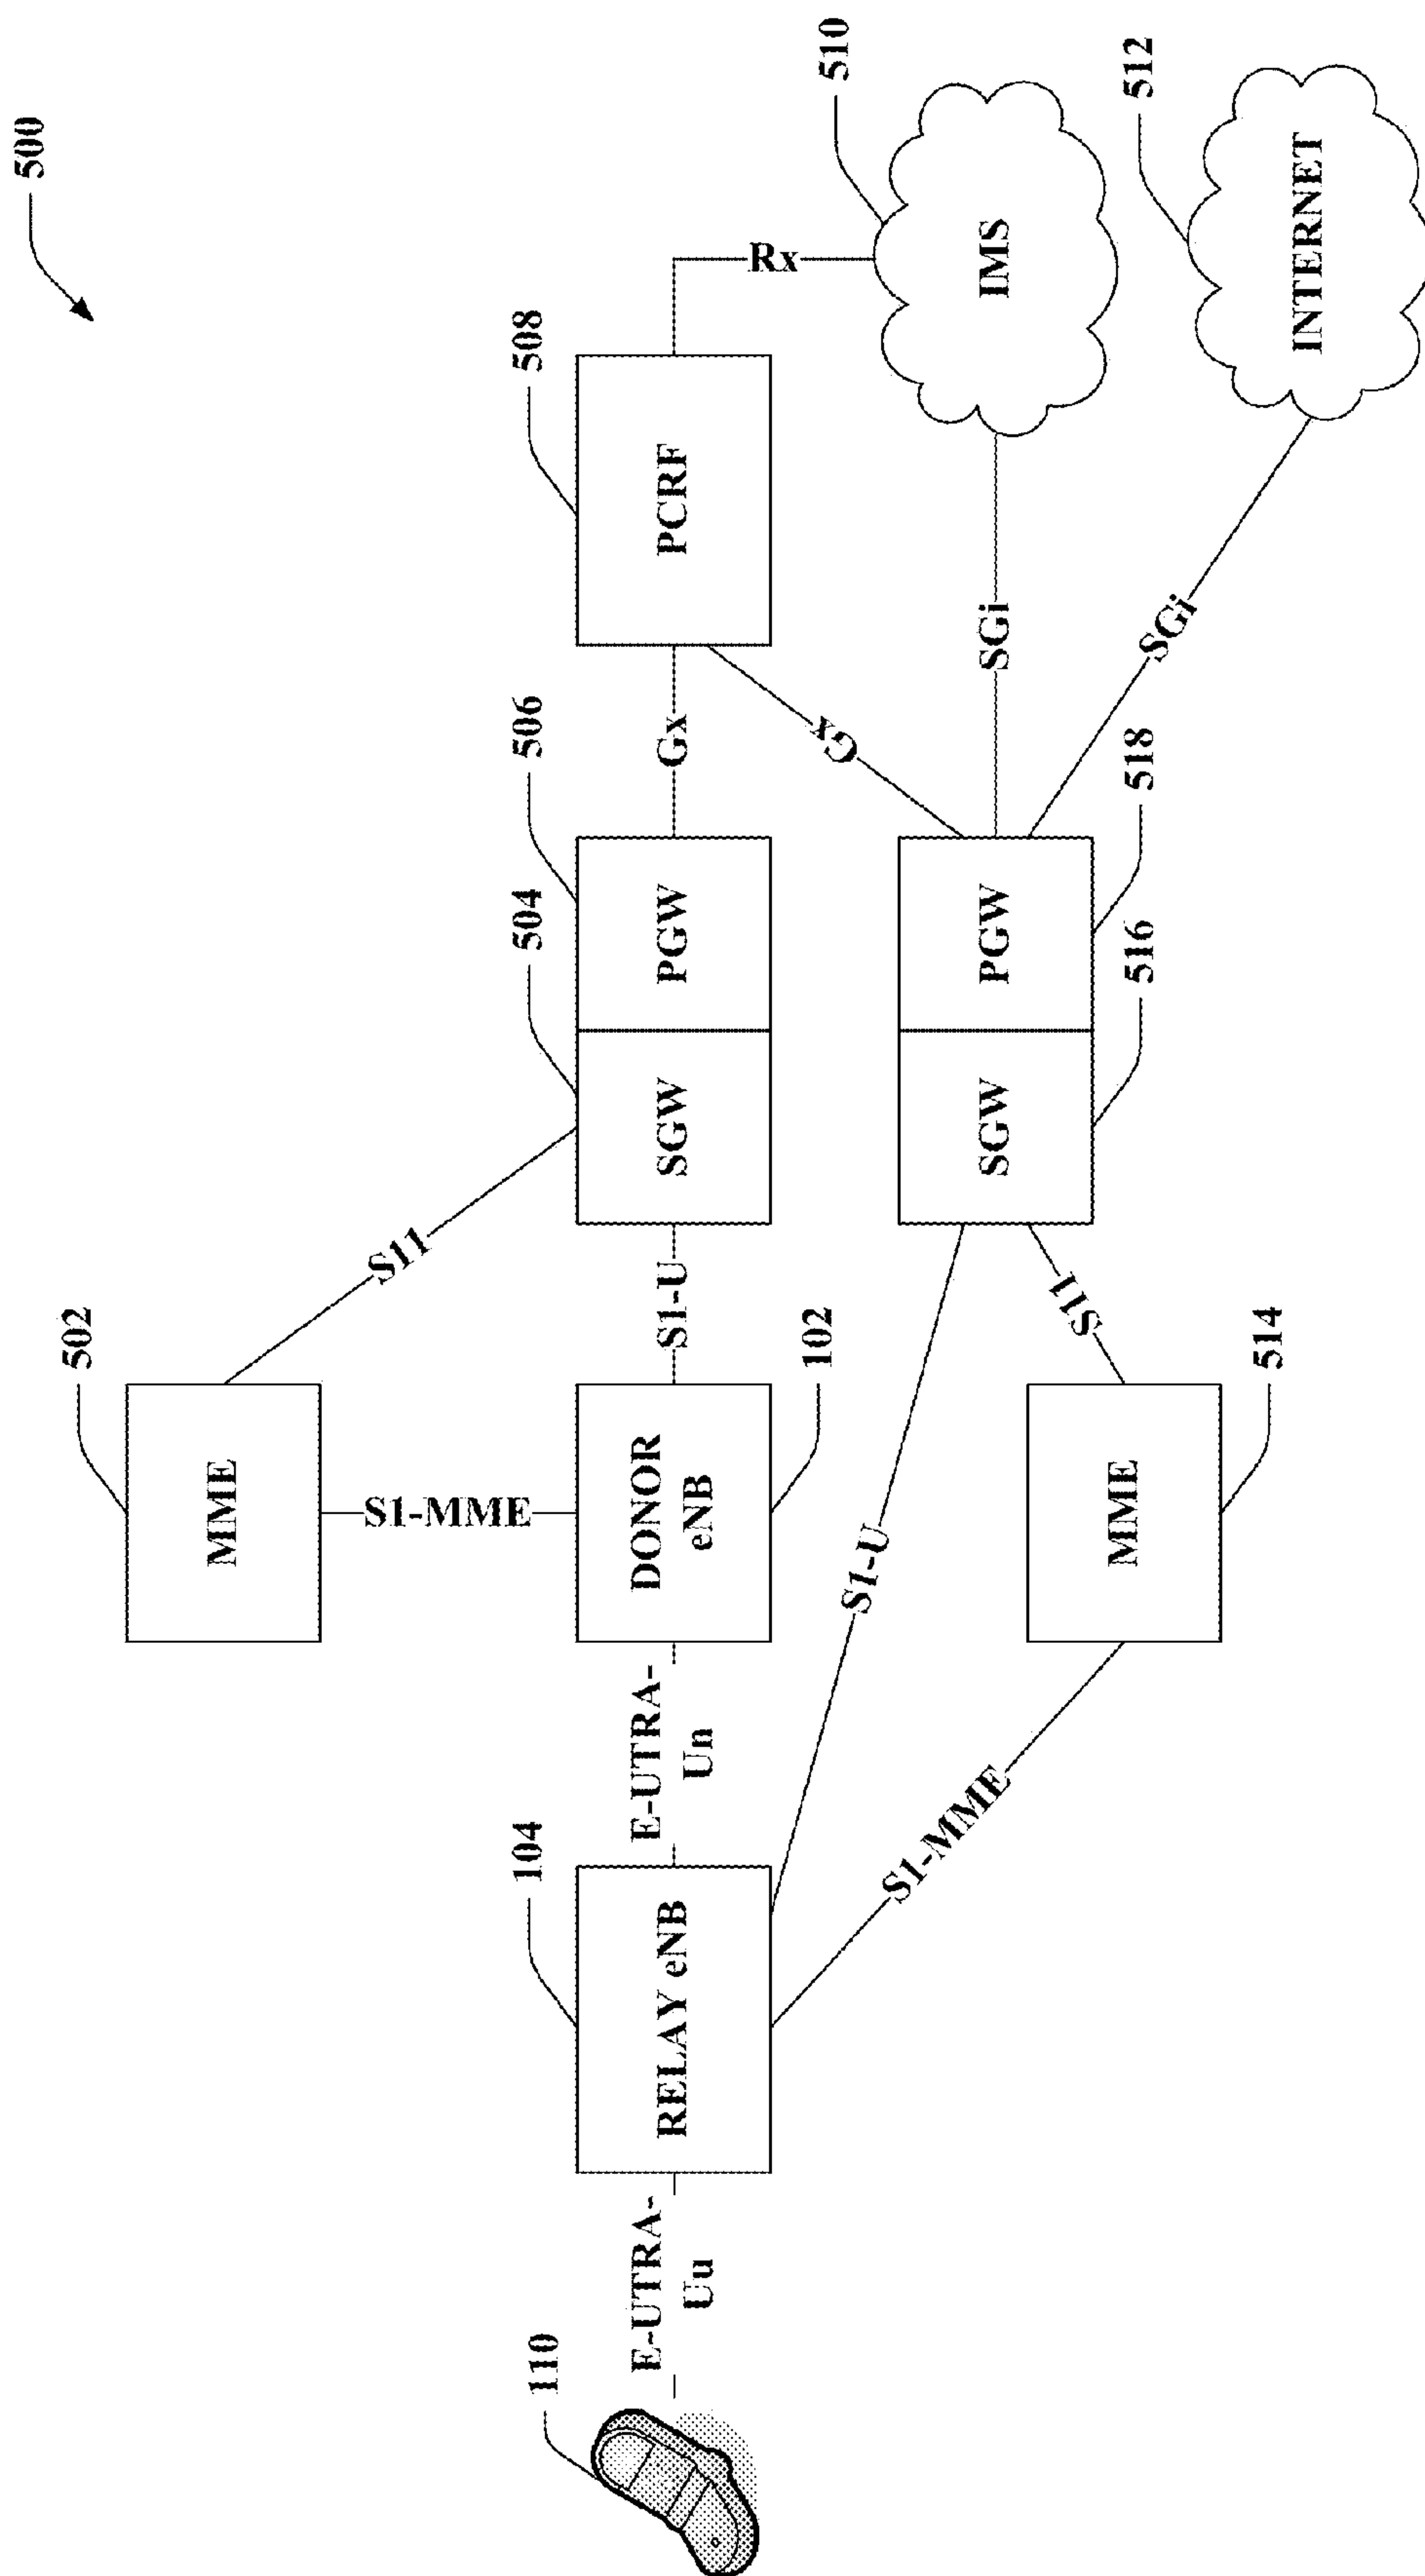 500
502
MME
S11
S1-MME
110
E-UTRA-
Uu
104
RELAY eNB
E-UTRA-
Un
DONOR
eNB
102
S1-U
504
506
SGW
PGW
Gx
508
PCRF
Rx
510
IMS
Gx
S1-U
SGW
PGW
516
518
SGi
SGi
512
INTERNET
S1-MME
MME
514
S11